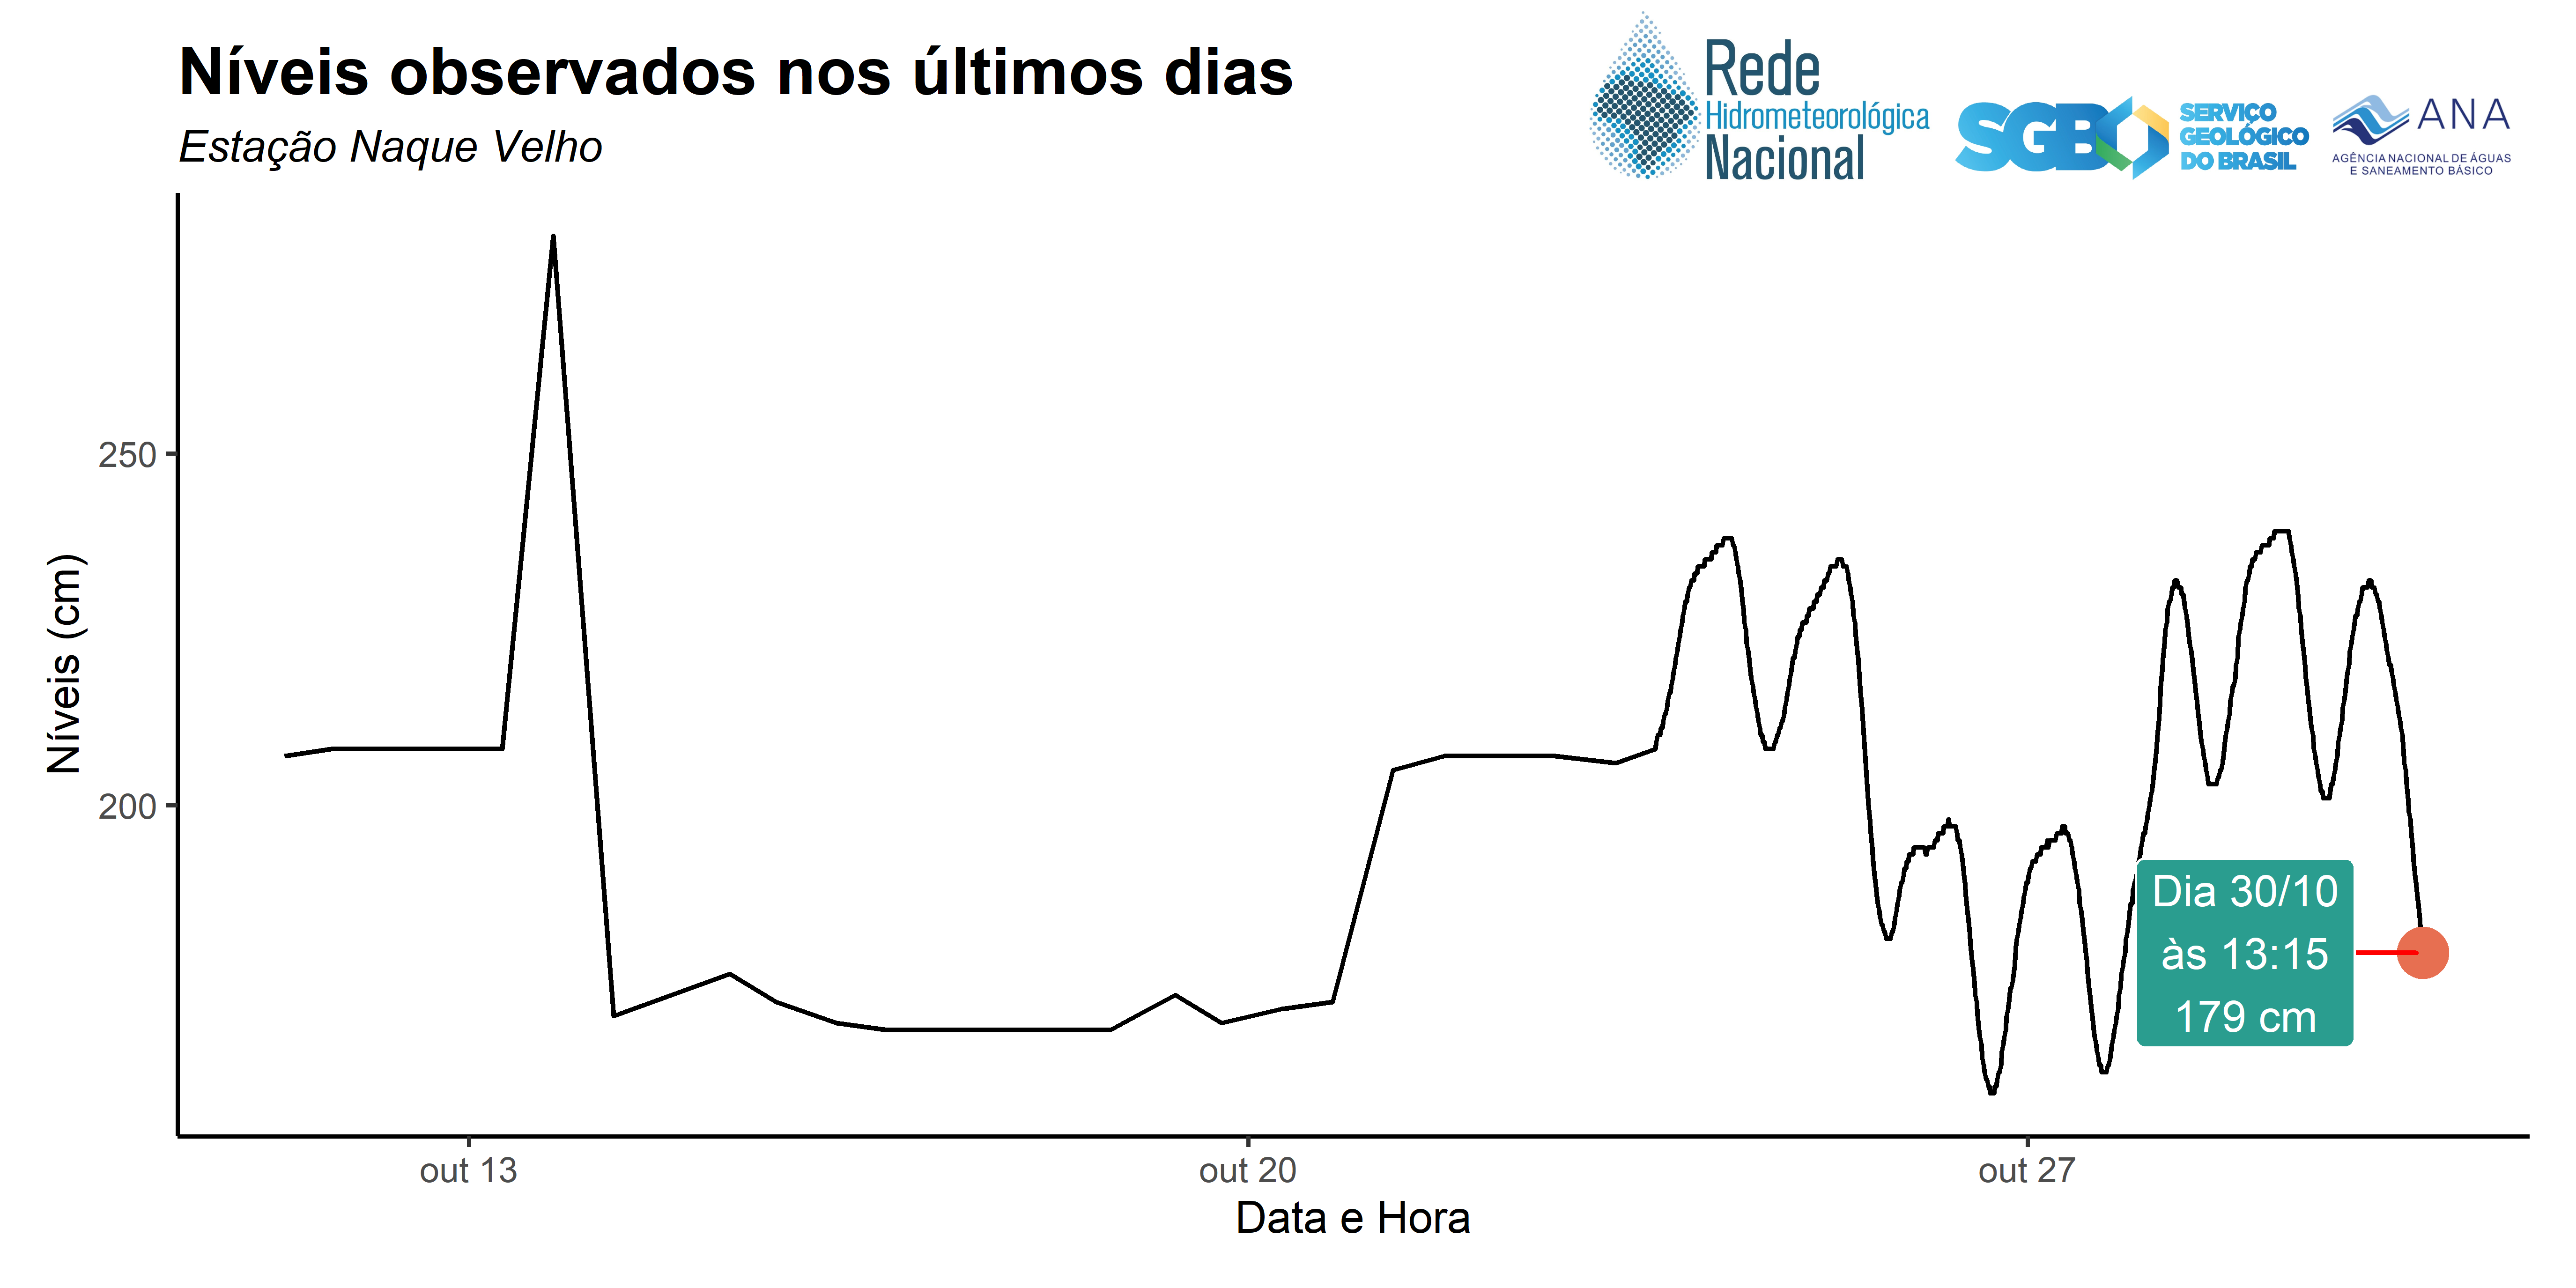 Níveis observados nos últimos dias
Estação Naque Velho
Rede
Hidrometeorológica
Nacional
SGB
SERVIÇO
GEOLÓGICO
DO BRASIL
ANA
AGÊNCIA NACIONAL DE ÁGUAS
E SANEAMENTO BÁSICO
Níveis (cm)
250
200
Dia 30/10
às 13:15
179 cm
out 13
out 20
out 27
Data e Hora